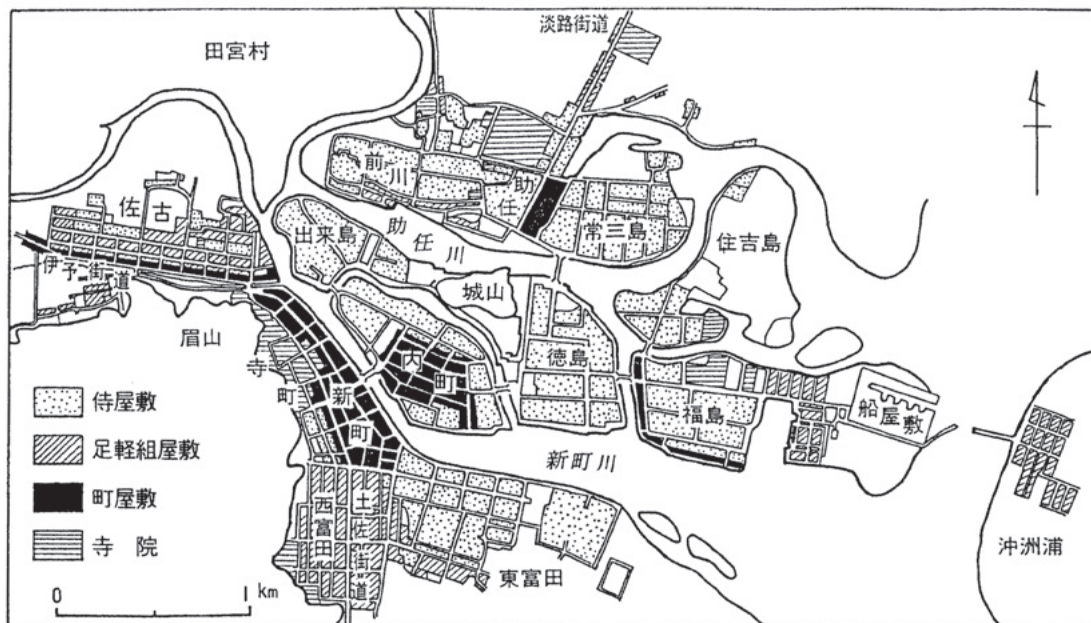 淡路街道
田宮村
前川
助任
佐古
出来島
助任川
常三島
住吉島
伊予街道
城山
眉山
内町
徳島
寺町
新町
福島
船屋敷
侍屋敷
足軽組屋敷
町屋敷
寺院
新町川
西富田
土佐街道
東富田
沖洲浦
0 1 km